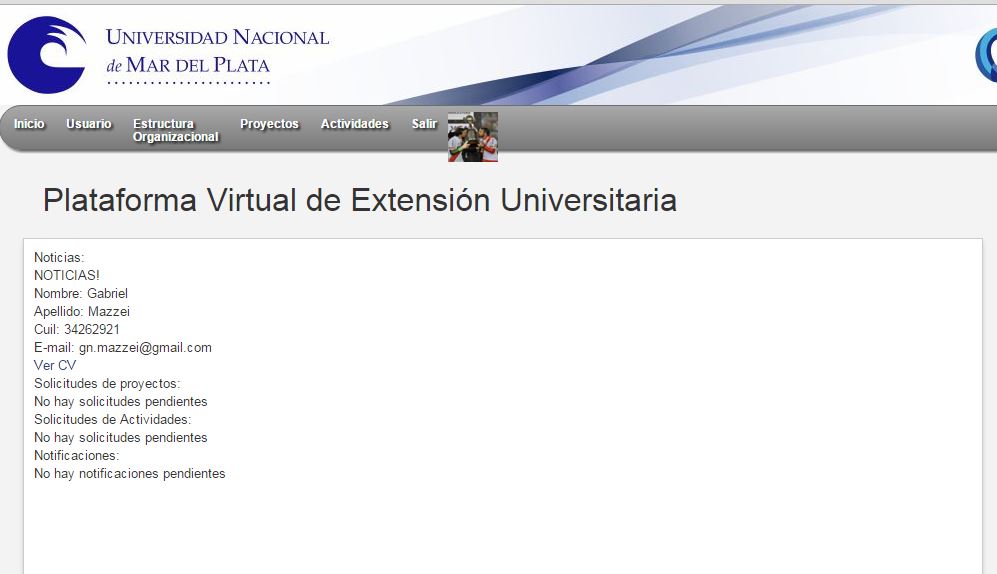 UNIVERSIDAD NACIONAL
de MAR DEL PLATA
Inicio
Usuario
Estructura
Organizacional
Proyectos
Actividades
Salir
Plataforma Virtual de Extensión Universitaria
Noticias:
NOTICIAS!
Nombre: Gabriel
Apellido: Mazzei
Cuil: 34262921
E-mail: gn.mazzei@gmail.com
Ver CV
Solicitudes de proyectos:
No hay solicitudes pendientes
Solicitudes de Actividades:
No hay solicitudes pendientes
Notificaciones:
No hay notificaciones pendientes